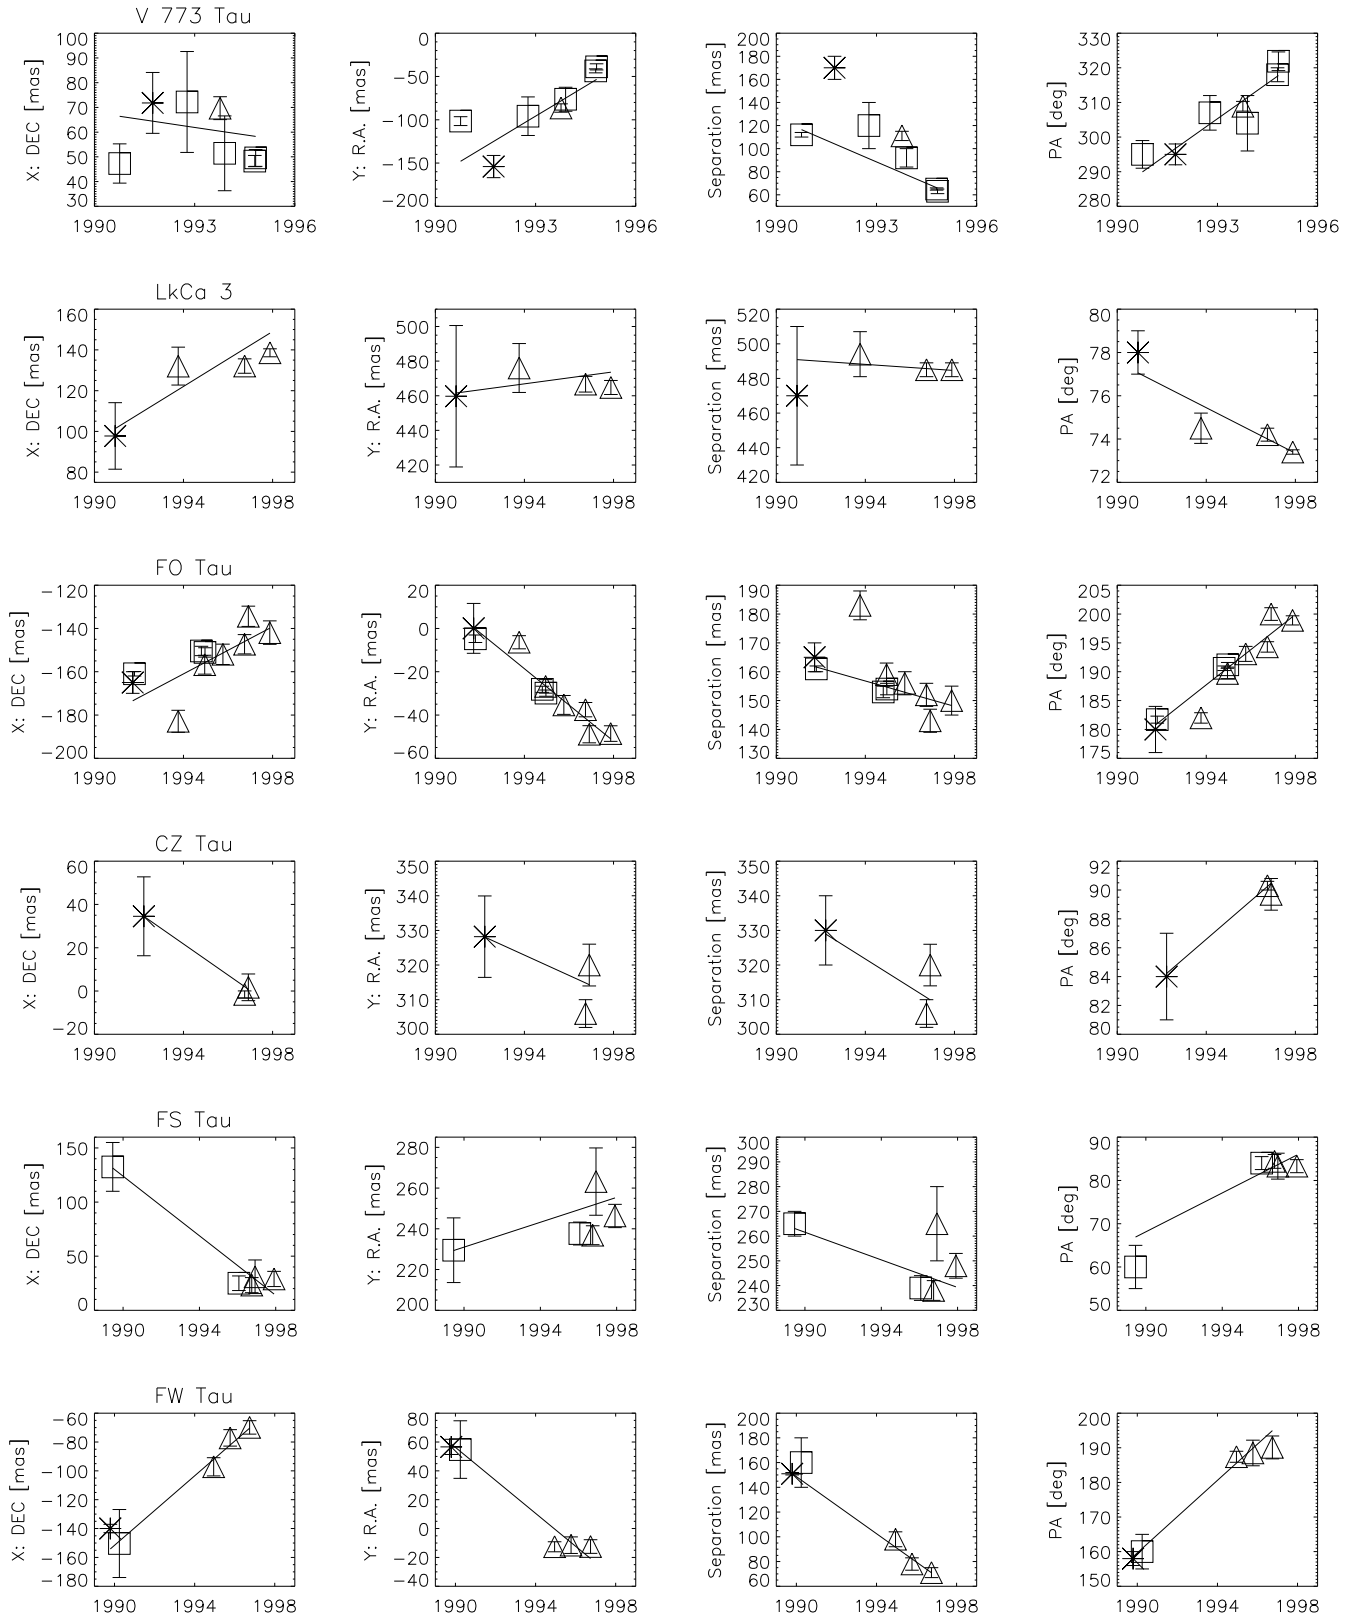 V 773 Tau
X: DEC [mas]
100
90
80
70
60
50
40
30
1990 1993 1996
Y: R.A. [mas]
0
−50
−100
−150
−200
1990 1993 1996
Separation [mas]
200
180
160
140
120
100
80
60
1990 1993 1996
PA [deg]
330
320
310
300
290
280
1990 1993 1996
LkCa 3
X: DEC [mas]
160
140
120
100
80
1990 1994 1998
Y: R.A. [mas]
500
480
460
440
420
1990 1994 1998
Separation [mas]
520
500
480
460
440
420
1990 1994 1998
PA [deg]
80
78
76
74
72
1990 1994 1998
FO Tau
X: DEC [mas]
−120
−140
−160
−180
−200
1990 1994 1998
Y: R.A. [mas]
20
0
−20
−40
−60
1990 1994 1998
Separation [mas]
190
180
170
160
150
140
130
1990 1994 1998
PA [deg]
205
200
195
190
185
180
175
1990 1994 1998
CZ Tau
X: DEC [mas]
60
40
20
0
−20
1990 1994 1998
Y: R.A. [mas]
350
340
330
320
310
300
1990 1994 1998
Separation [mas]
350
340
330
320
310
300
1990 1994 1998
PA [deg]
92
90
88
86
84
82
80
1990 1994 1998
FS Tau
X: DEC [mas]
150
100
50
0
1990 1994 1998
Y: R.A. [mas]
280
260
240
220
200
1990 1994 1998
Separation [mas]
300
290
280
270
260
250
240
230
1990 1994 1998
PA [deg]
90
80
70
60
50
1990 1994 1998
FW Tau
X: DEC [mas]
−60
−80
−100
−120
−140
−160
−180
1990 1994 1998
Y: R.A. [mas]
80
60
40
20
0
−20
−40
1990 1994 1998
Separation [mas]
200
180
160
140
120
100
80
60
1990 1994 1998
PA [deg]
200
190
180
170
160
150
1990 1994 1998